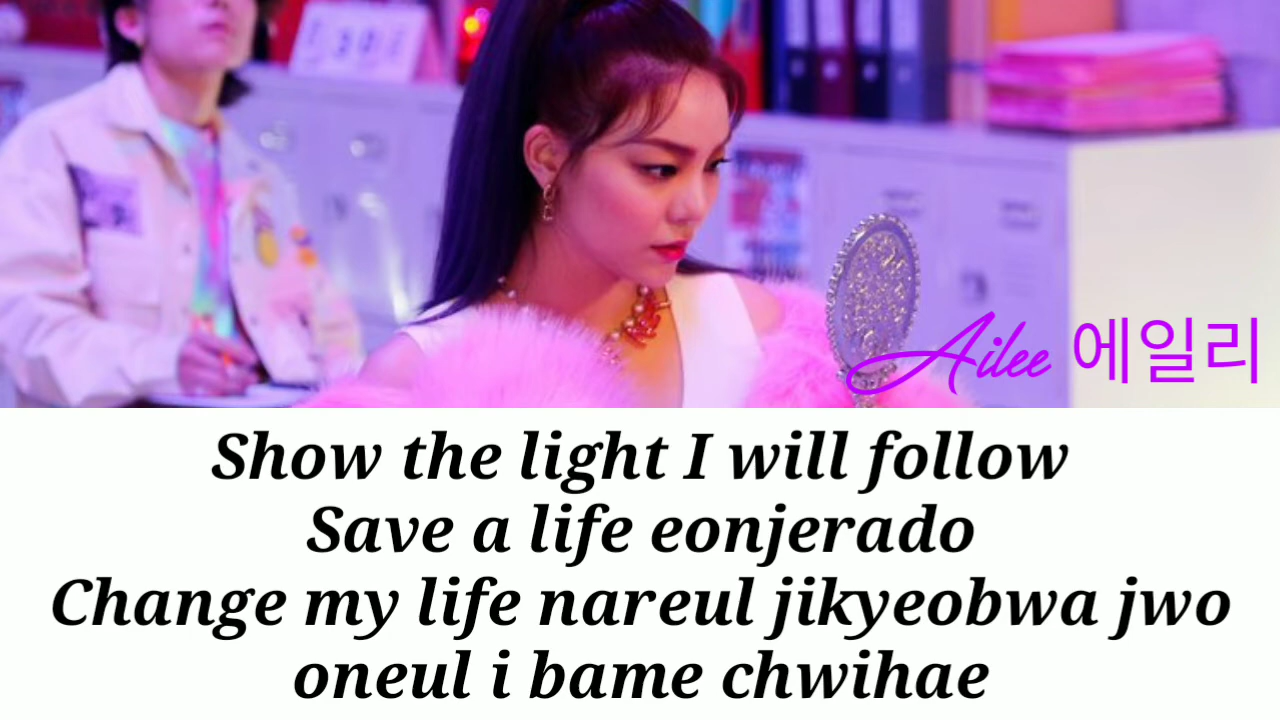 Ailee 에일리
Show the light I will follow
Save a life eonjerado
Change my life nareul jikyeobwa jwo
oneul i bame chwihae